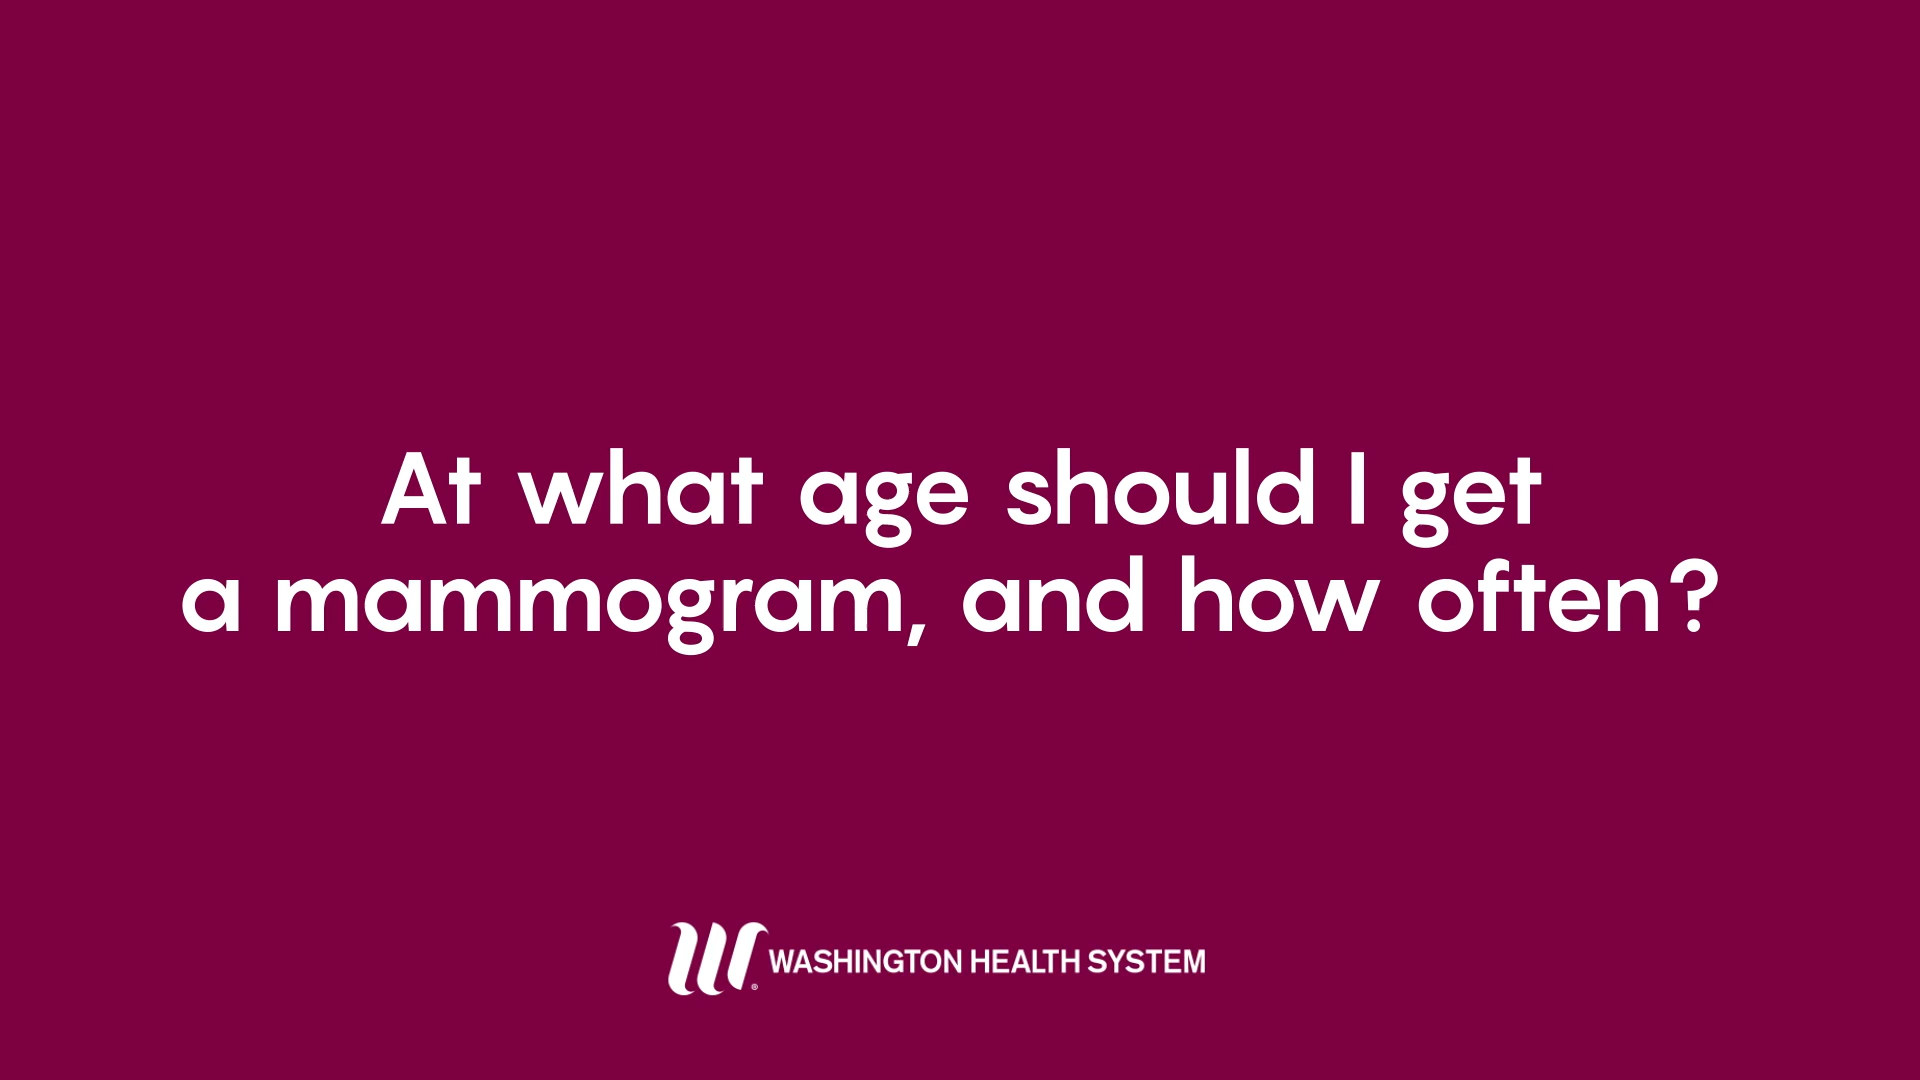 At what age should I get
a mammogram, and how often?
WASHINGTON HEALTH SYSTEM